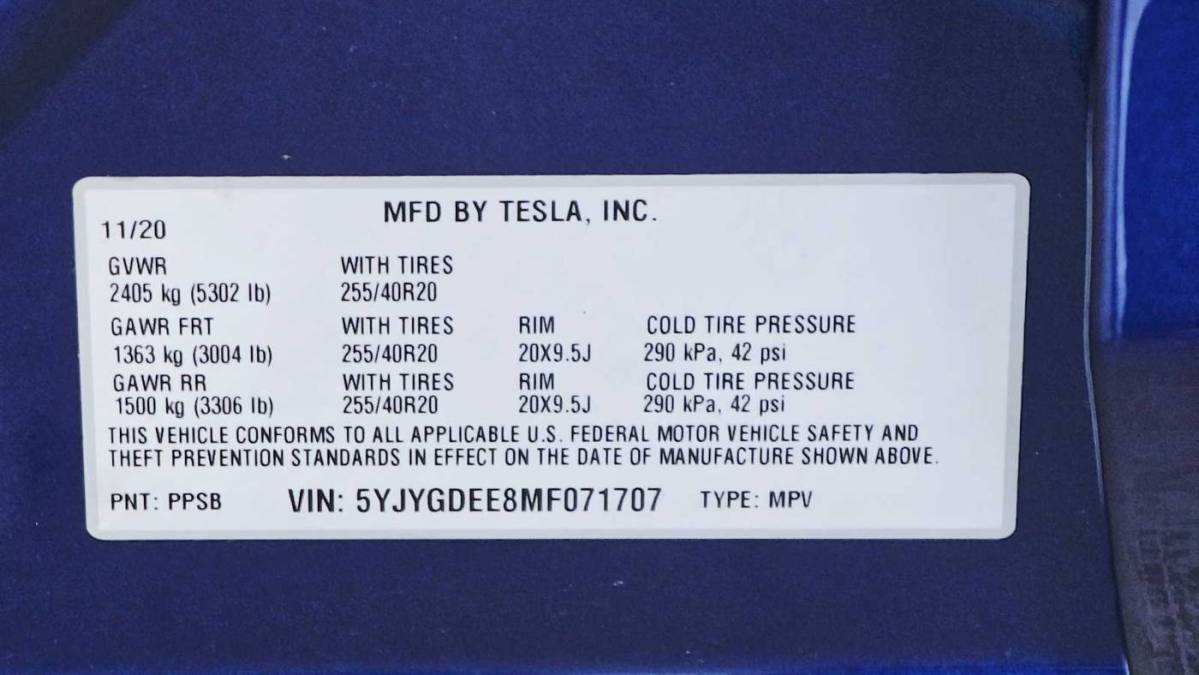 MFD BY TESLA, INC.
11/20
GVWR WITH TIRES
2405 kg (5302 lb) 255/40R20
GAWR FRT WITH TIRES RIM COLD TIRE PRESSURE
1363 kg (3004 lb) 255/40R20 20X9.5J 290 kPa, 42 psi
GAWR RR WITH TIRES RIM COLD TIRE PRESSURE
1500 kg (3306 lb) 255/40R20 20X9.5J 290 kPa, 42 psi
THIS VEHICLE CONFORMS TO ALL APPLICABLE U.S. FEDERAL MOTOR VEHICLE SAFETY AND
THEFT PREVENTION STANDARDS IN EFFECT ON THE DATE OF MANUFACTURE SHOWN ABOVE.
PNT: PPSB VIN: 5YJYGDEE8MF071707 TYPE: MPV